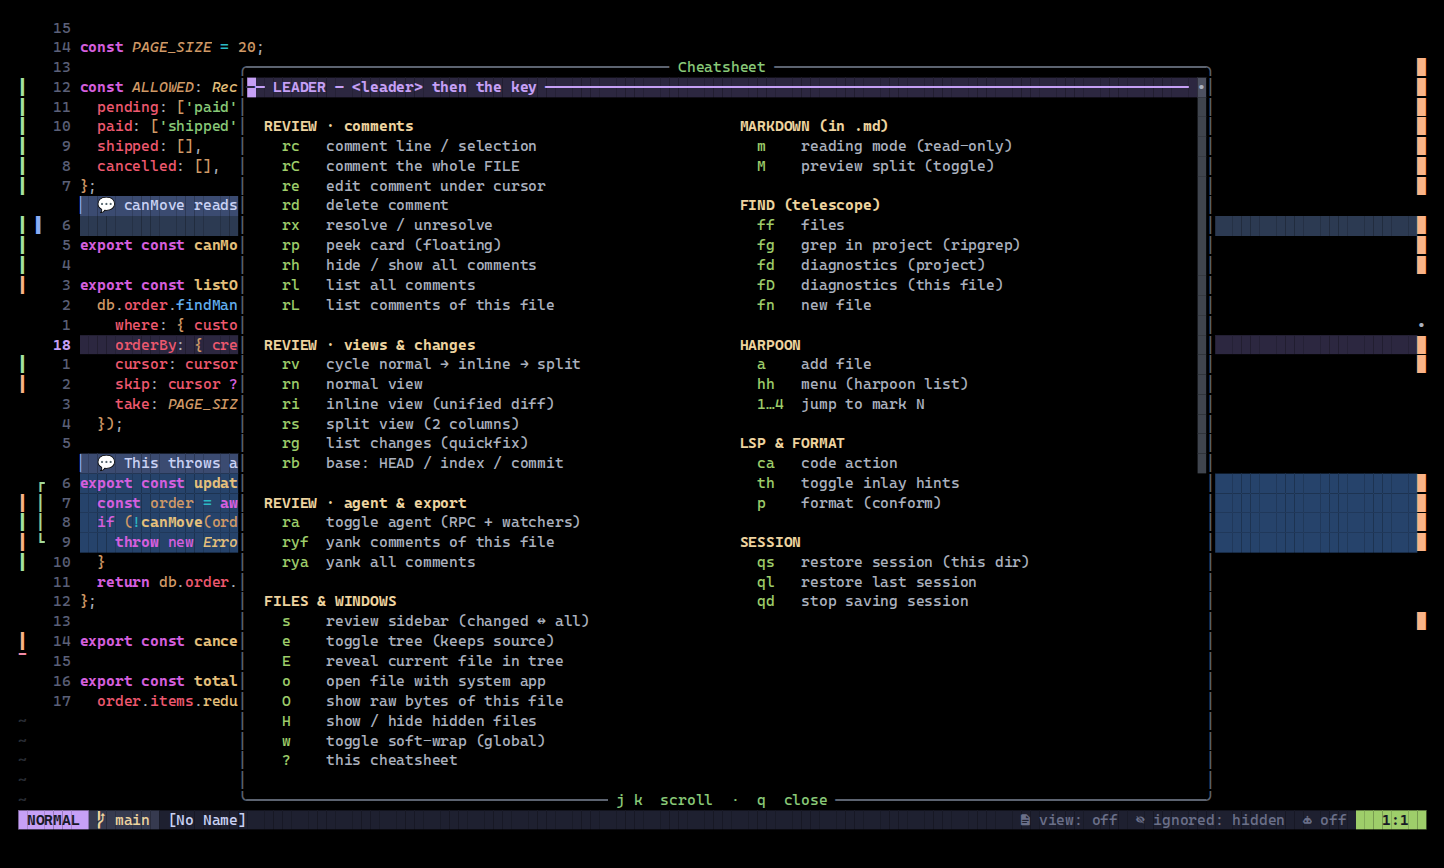 15
14 const PAGE_SIZE = 20;
13
Cheatsheet
12 const ALLOWED: Rec
LEADER — <leader> then the key
11 pending: ['paid'
10 paid: ['shipped'
9 shipped: [],
8 cancelled: [],
7 };
💬 canMove reads
6
5 export const canMo
4
3 export const listO
2 db.order.findMan
1 where: { custo
18 orderBy: { cre
1 cursor: cursor
2 skip: cursor ?
3 take: PAGE_SIZ
4 });
5
💬 This throws a
6 export const updat
7 const order = aw
8 if (!canMove(ord
9 throw new Erro
10 }
11 return db.order.
12 };
13
14 export const cance
15
16 export const total
17 order.items.redu
~
~
~
~
~
REVIEW · comments
rc comment line / selection
rC comment the whole FILE
re edit comment under cursor
rd delete comment
rx resolve / unresolve
rp peek card (floating)
rh hide / show all comments
rl list all comments
rL list comments of this file
REVIEW · views & changes
rv cycle normal → inline → split
rn normal view
ri inline view (unified diff)
rs split view (2 columns)
rg list changes (quickfix)
rb base: HEAD / index / commit
REVIEW · agent & export
ra toggle agent (RPC + watchers)
ryf yank comments of this file
rya yank all comments
FILES & WINDOWS
s review sidebar (changed ↔ all)
e toggle tree (keeps source)
E reveal current file in tree
o open file with system app
O show raw bytes of this file
H show / hide hidden files
w toggle soft-wrap (global)
? this cheatsheet
MARKDOWN (in .md)
m reading mode (read-only)
M preview split (toggle)
FIND (telescope)
ff files
fg grep in project (ripgrep)
fd diagnostics (project)
fD diagnostics (this file)
fn new file
HARPOON
a add file
hh menu (harpoon list)
1…4 jump to mark N
LSP & FORMAT
ca code action
th toggle inlay hints
p format (conform)
SESSION
qs restore session (this dir)
ql restore last session
qd stop saving session
j k scroll · q close
NORMAL main [No Name] view: off ignored: hidden off 1:1